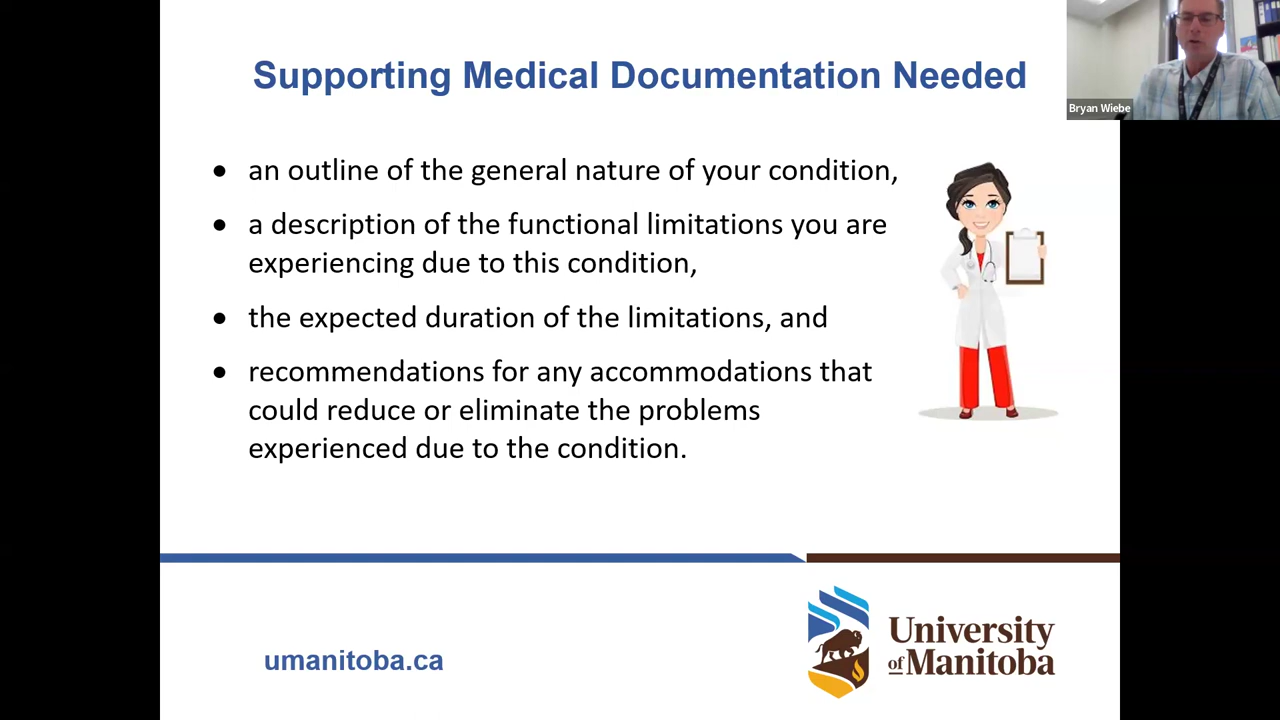 Supporting Medical Documentation Needed
Bryan Wiebe
• an outline of the general nature of your condition,
• a description of the functional limitations you are
experiencing due to this condition,
• the expected duration of the limitations, and
• recommendations for any accommodations that
could reduce or eliminate the problems
experienced due to the condition.
umanitoba.ca
University
of Manitoba